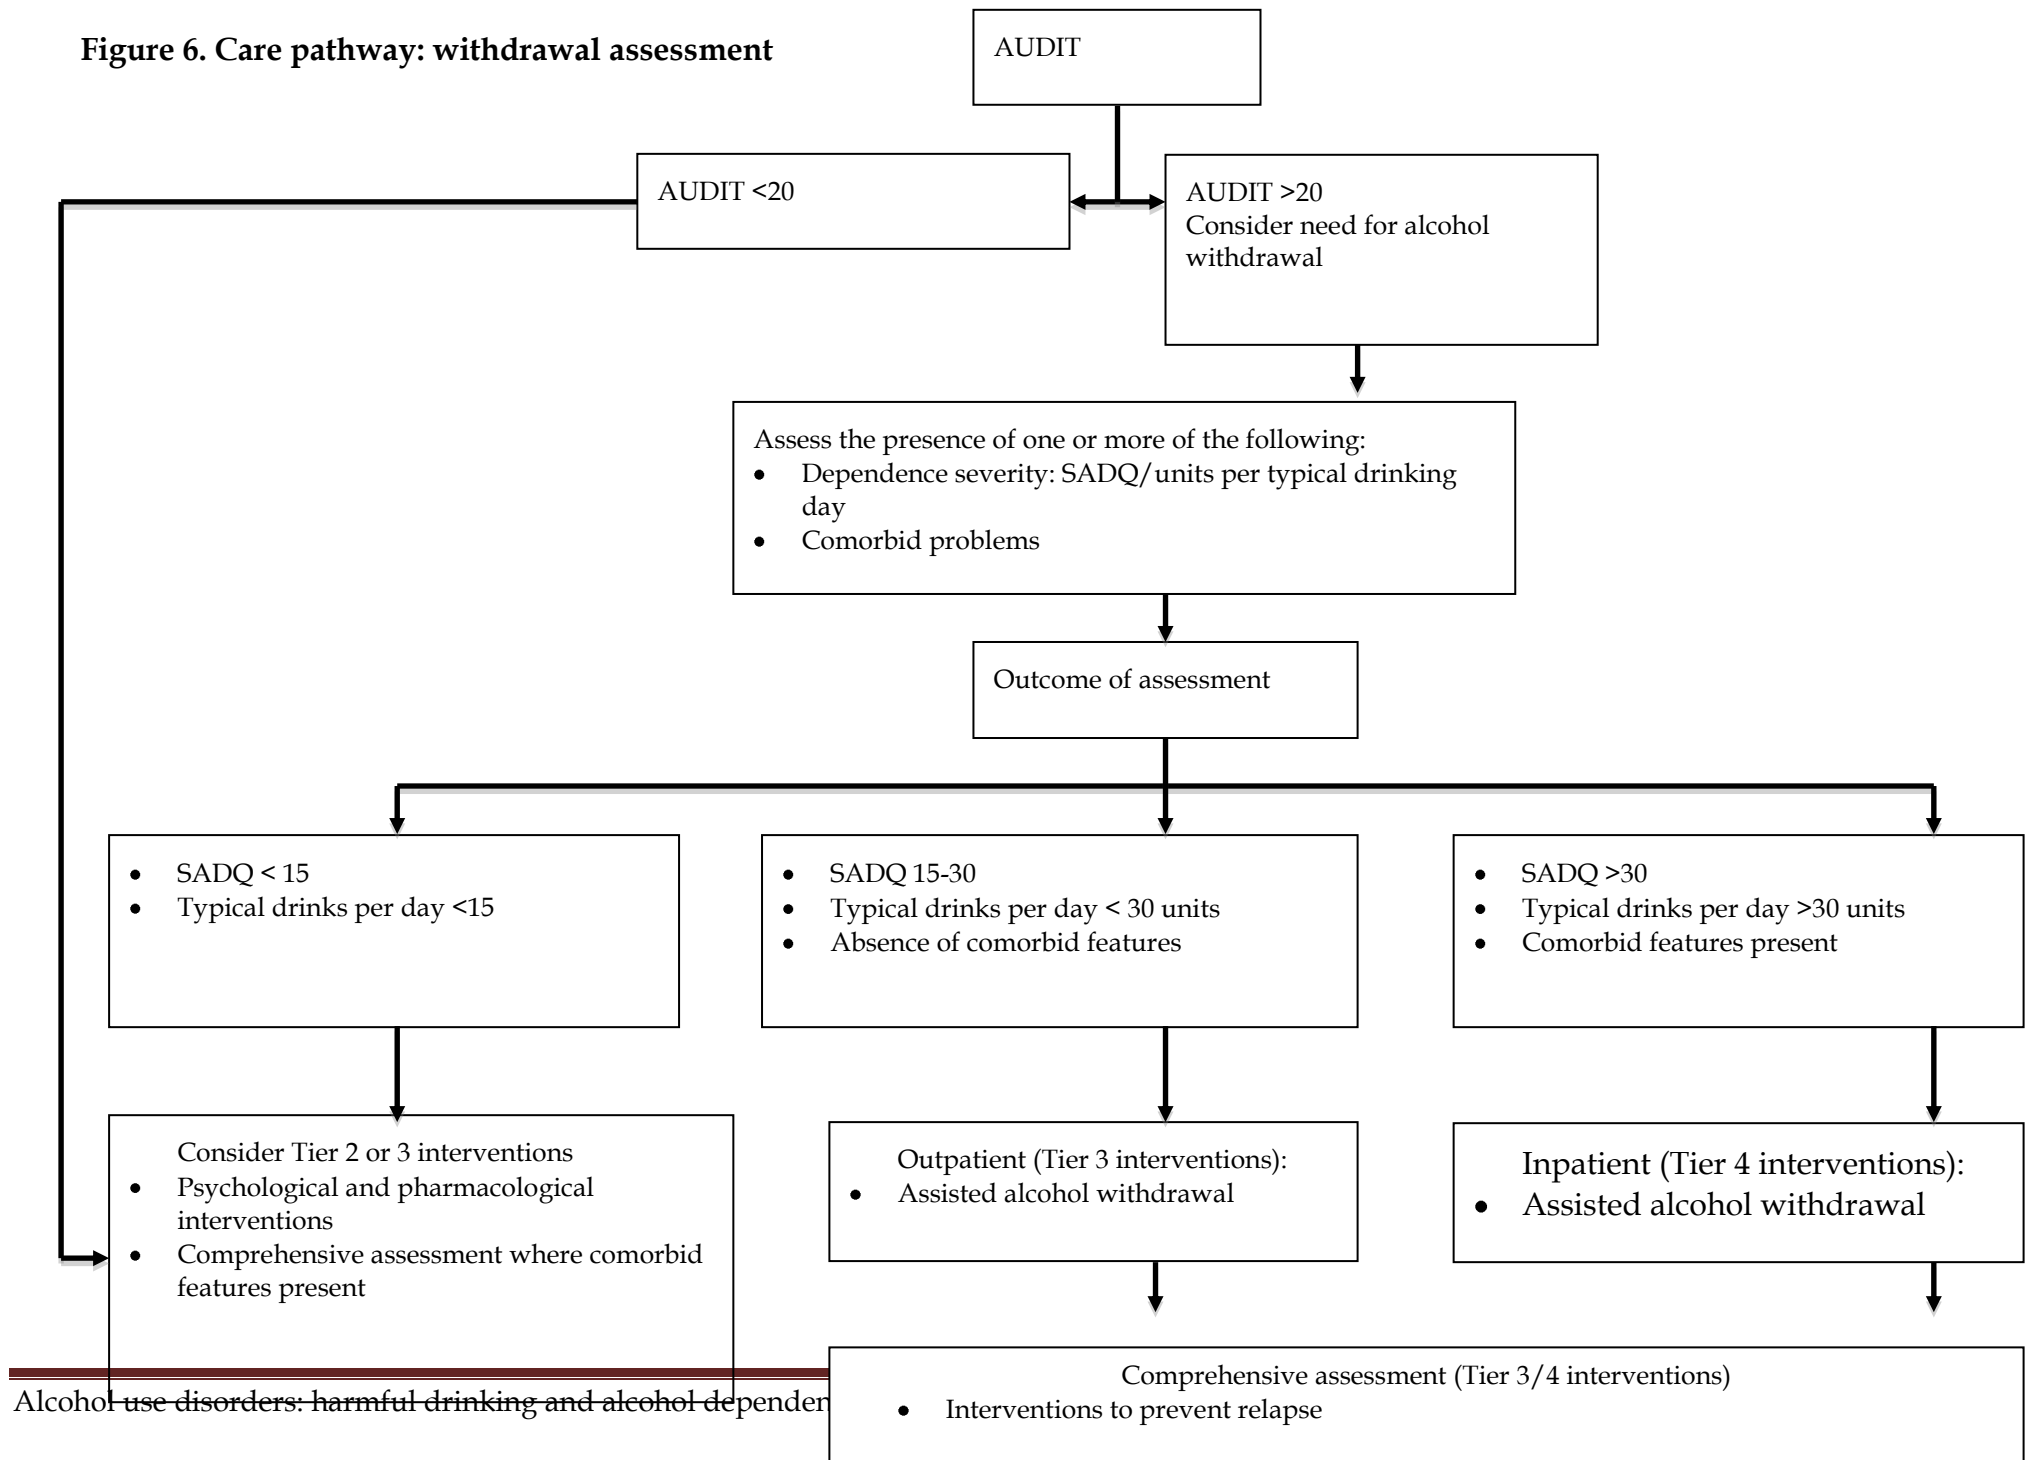 Figure 6. Care pathway: withdrawal assessment
AUDIT
AUDIT <20
AUDIT >20
Consider need for alcohol
withdrawal
Assess the presence of one or more of the following:
• Dependence severity: SADQ/units per typical drinking
day
• Comorbid problems
Outcome of assessment
• SADQ < 15
• Typical drinks per day <15
• SADQ 15-30
• Typical drinks per day < 30 units
• Absence of comorbid features
• SADQ >30
• Typical drinks per day >30 units
• Comorbid features present
Consider Tier 2 or 3 interventions
• Psychological and pharmacological
interventions
• Comprehensive assessment where comorbid
features present
Outpatient (Tier 3 interventions):
• Assisted alcohol withdrawal
Inpatient (Tier 4 interventions):
• Assisted alcohol withdrawal
Comprehensive assessment (Tier 3/4 interventions)
• Interventions to prevent relapse
Alcohol use disorders: harmful drinking and alcohol dependen